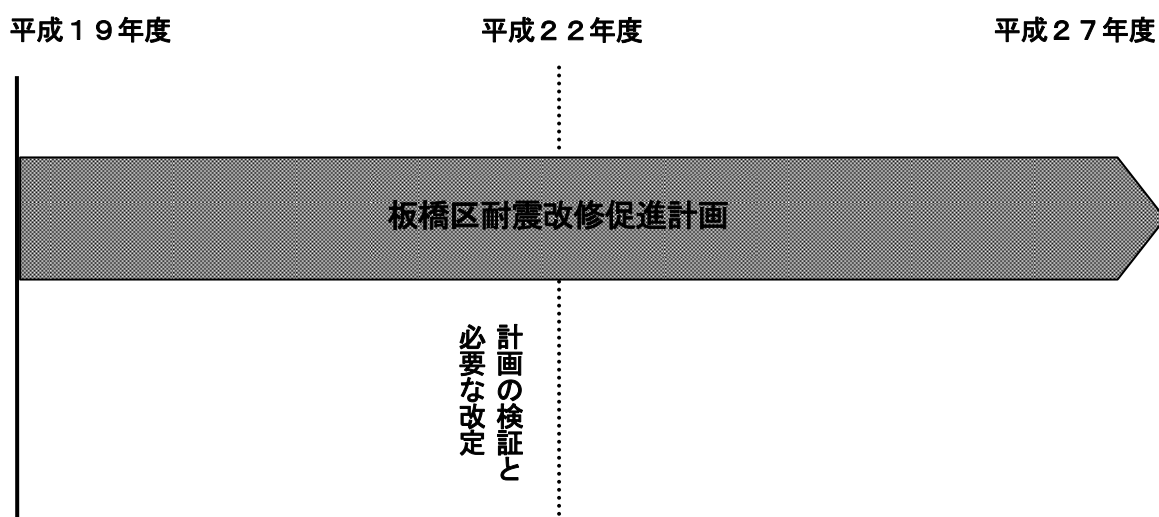 平成１９年度
平成２２年度
平成２７年度
板橋区耐震改修促進計画
計画の検証と
必要な改定